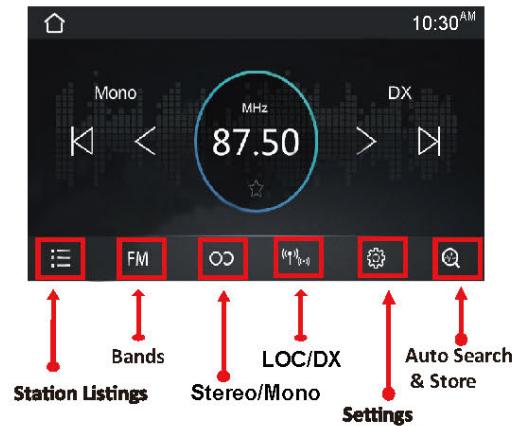 10:30AM
Mono
DX
MHz
87.50
FM
Bands
LOC/DX
Auto Search
& Store
Station Listings
Stereo/Mono
Settings